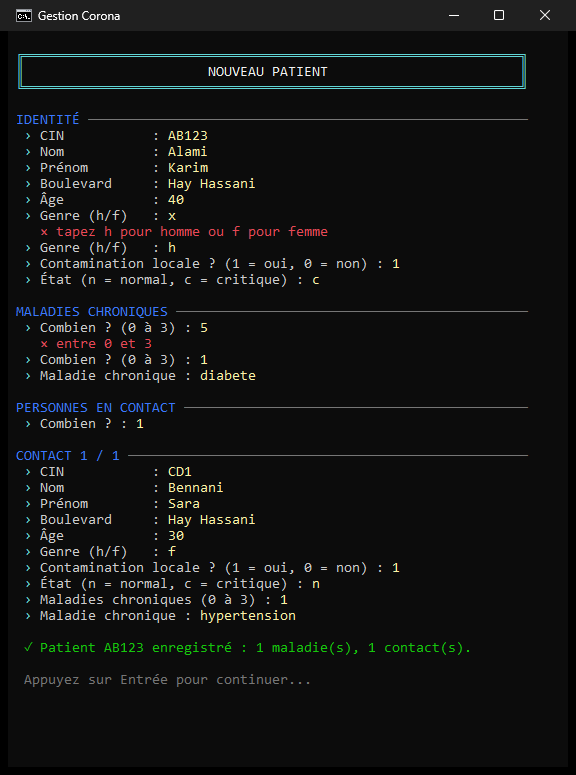 Gestion Corona
NOUVEAU PATIENT
IDENTITÉ
› CIN : AB123
› Nom : Alami
› Prénom : Karim
› Boulevard : Hay Hassani
› Âge : 40
› Genre (h/f) : x
× tapez h pour homme ou f pour femme
› Genre (h/f) : h
› Contamination locale ? (1 = oui, 0 = non) : 1
› État (n = normal, c = critique) : c
MALADIES CHRONIQUES
› Combien ? (0 à 3) : 5
× entre 0 et 3
› Combien ? (0 à 3) : 1
› Maladie chronique : diabete
PERSONNES EN CONTACT
› Combien ? : 1
CONTACT 1 / 1
› CIN : CD1
› Nom : Bennani
› Prénom : Sara
› Boulevard : Hay Hassani
› Âge : 30
› Genre (h/f) : f
› Contamination locale ? (1 = oui, 0 = non) : 1
› État (n = normal, c = critique) : n
› Maladies chroniques (0 à 3) : 1
› Maladie chronique : hypertension
✓ Patient AB123 enregistré : 1 maladie(s), 1 contact(s).
Appuyez sur Entrée pour continuer...